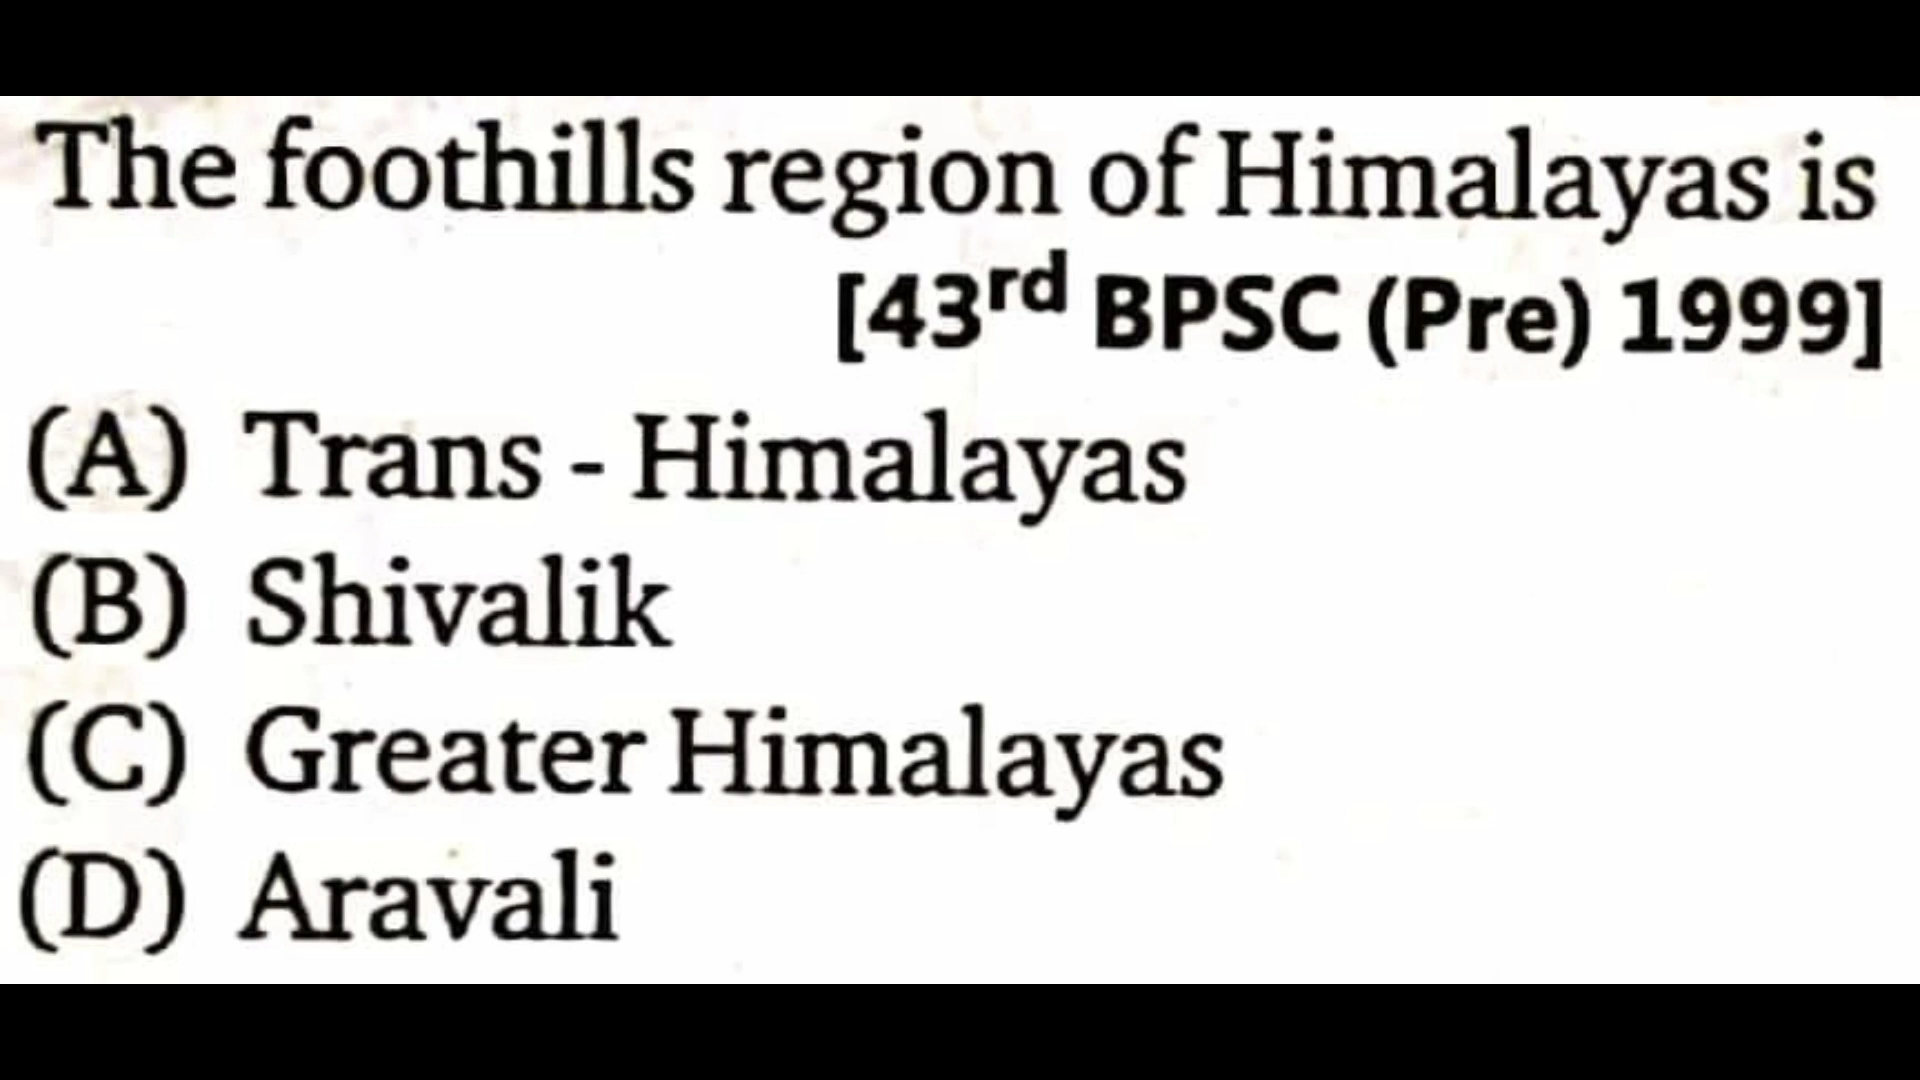 The foothills region of Himalayas is
[43rd BPSC (Pre) 1999]
(A) Trans - Himalayas
(B) Shivalik
(C) Greater Himalayas
(D) Aravali